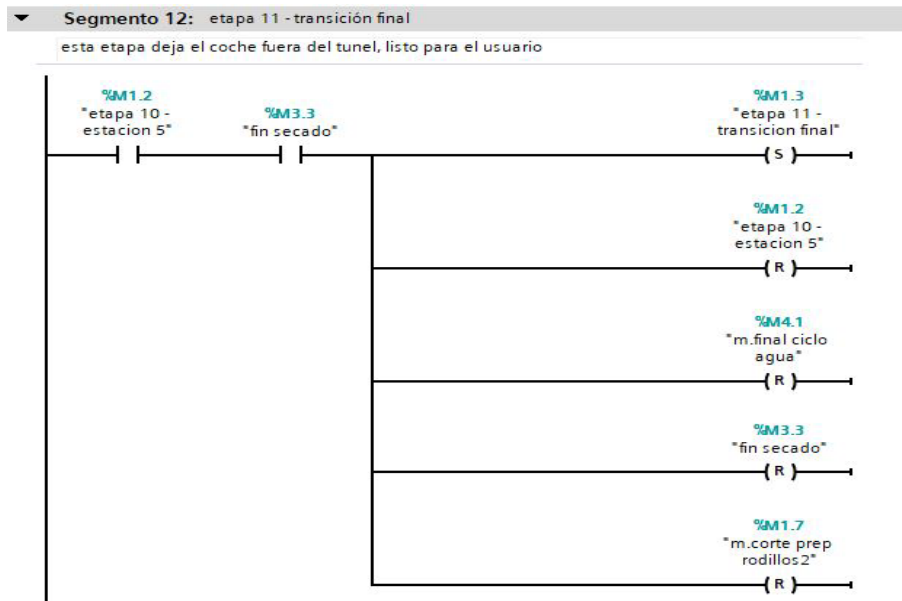 Segmento 12: etapa 11 - transición final
esta etapa deja el coche fuera del tunel, listo para el usuario
%M1.2
"etapa 10 -
estacion 5"
%M3.3
"fin secado"
%M1.3
"etapa 11 -
transicion final"
S
%M1.2
"etapa 10 -
estacion 5"
R
%M4.1
"m.final ciclo
agua"
R
%M3.3
"fin secado"
R
%M1.7
"m.corte prep
rodillos2"
R